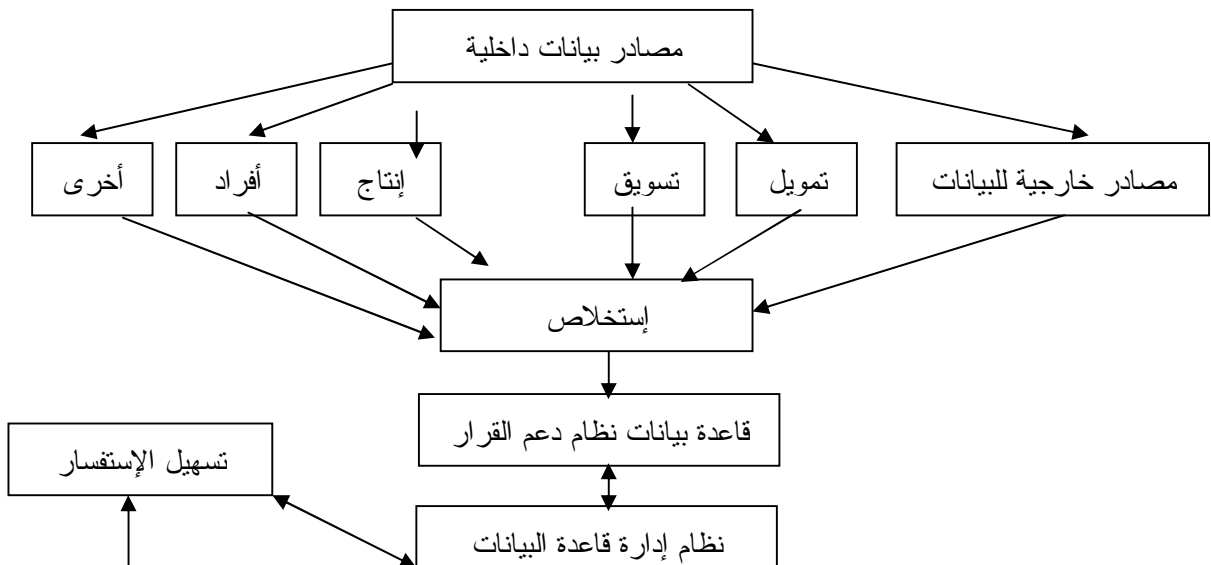 مصادر بيانات داخلية
مصادر خارجية للبيانات
تمويل
تسويق
إنتاج
أفراد
أخرى
إستخلاص
قاعدة بيانات نظام دعم القرار
تسهيل الإستفسار
نظام إدارة قاعدة البيانات